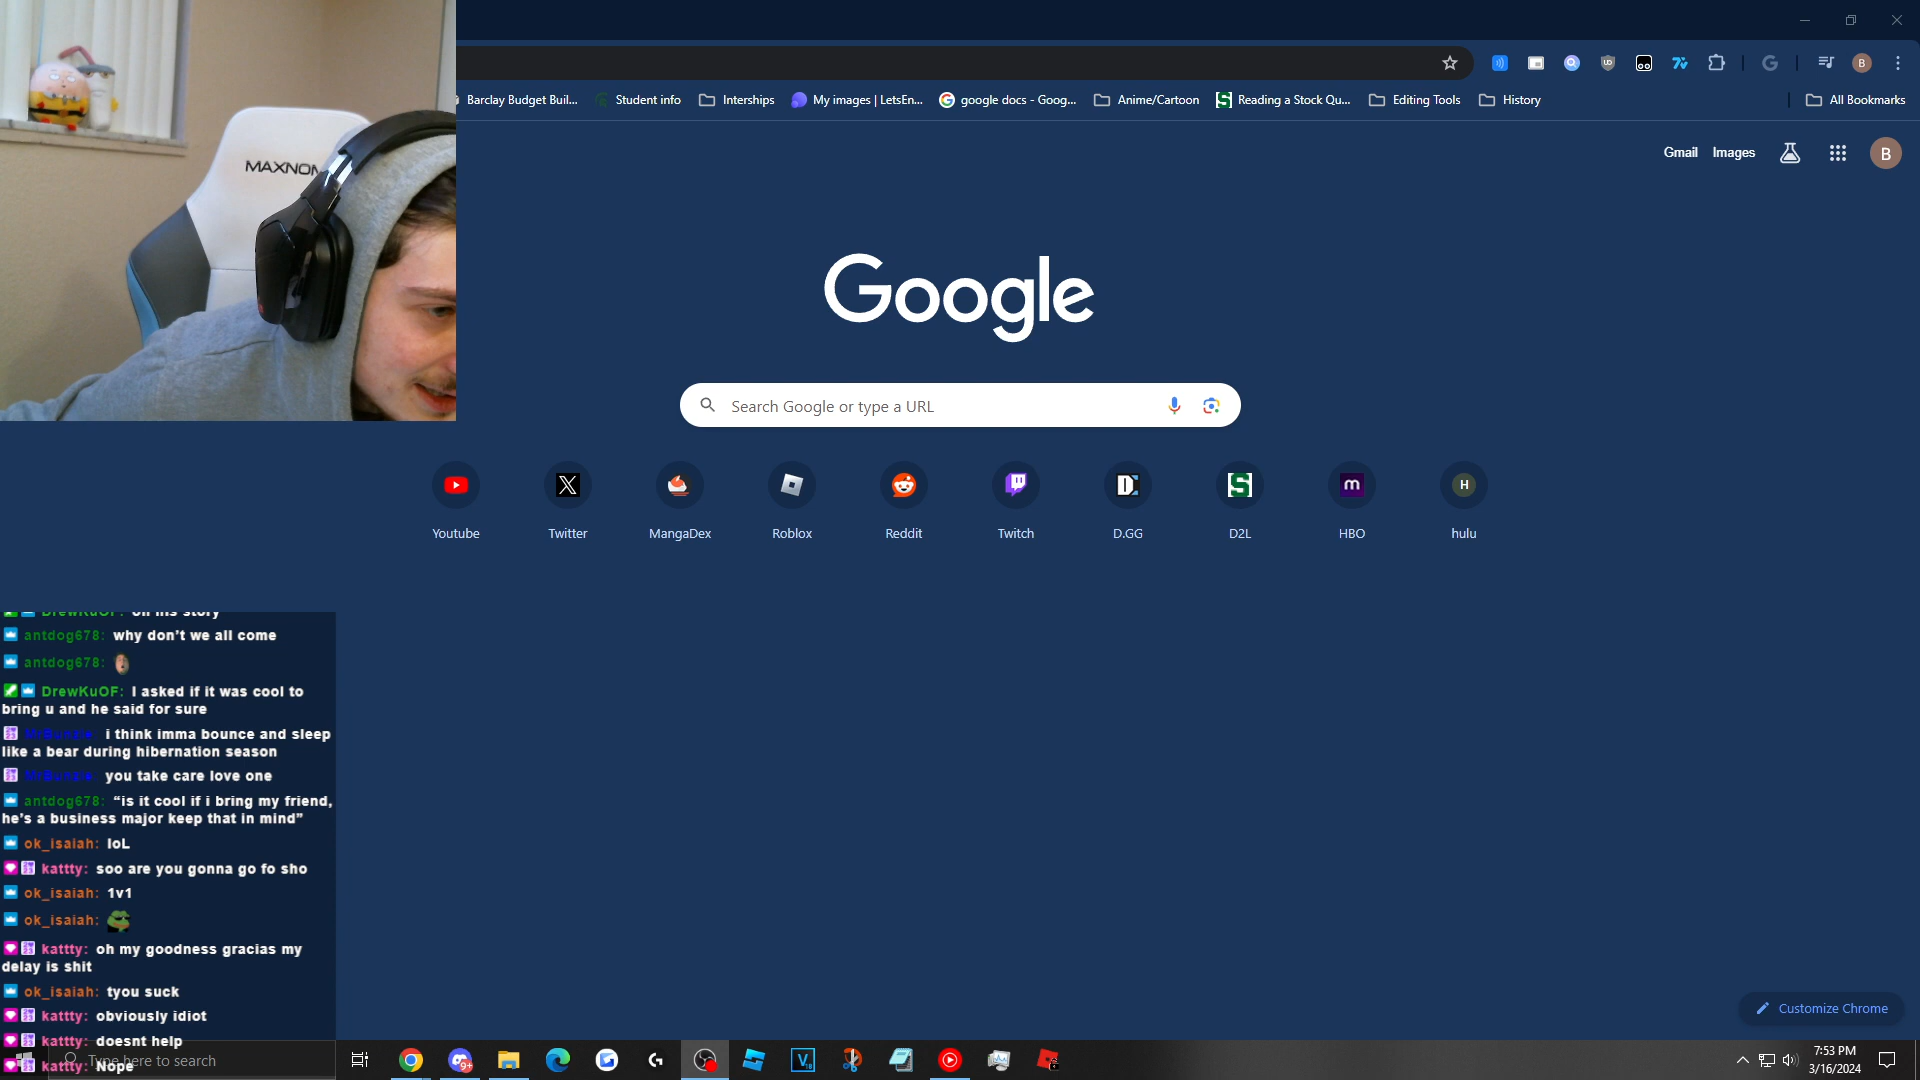 MAXNOM
Barclay Budget Buil...
Student info
Interships
My images | LetsEn...
google docs - Goog...
Anime/Carton
Reading a Stock Qu...
Editing Tools
History
All Bookmarks
Gmail
Images
B
Google
Search Google or type a URL
Youtube
Twitter
MangaDex
Roblox
Reddit
Twitch
D.GG
D2L
HBO
hulu
DrewKuOF: on his story
antdog678: why don't we all come
antdog678:
DrewKuOF: I asked if it was cool to
bring u and he said for sure
MrBunzie: i think imma bounce and sleep
like a bear during hibernation season
MrBunzie: you take care love one
antdog678: “is it cool if i bring my friend,
he's a business major keep that in mind”
ok_isaiah: loL
kattty: soo are you gonna go fo sho
ok_isaiah: 1v1
ok_isaiah:
kattty: oh my goodness gracias my
delay is shit
ok_isaiah: tyou suck
kattty: obviously idiot
kattty: doesnt help
kattty: Nope
Type here to search
Customize Chrome
7:53 PM
3/16/2024